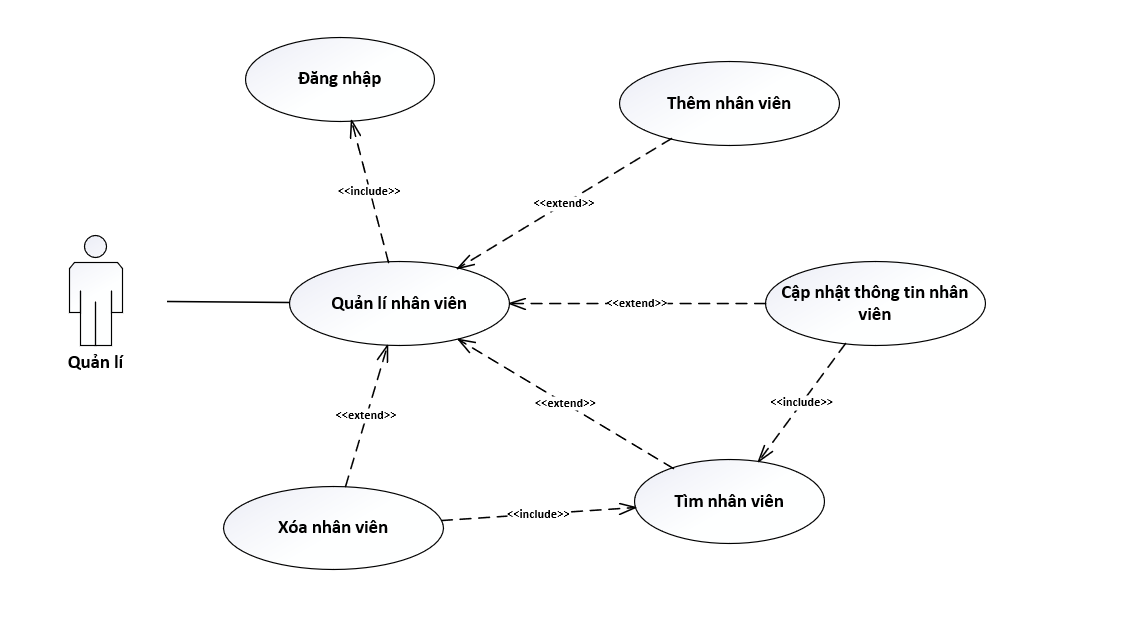 Đăng nhập
Thêm nhân viên
<<include>>
<<extend>>
Quản lí
Quản lí nhân viên
<<extend>>
Cập nhật thông tin nhân
viên
<<extend>>
<<extend>>
<<include>>
Xóa nhân viên
<<include>>
Tìm nhân viên